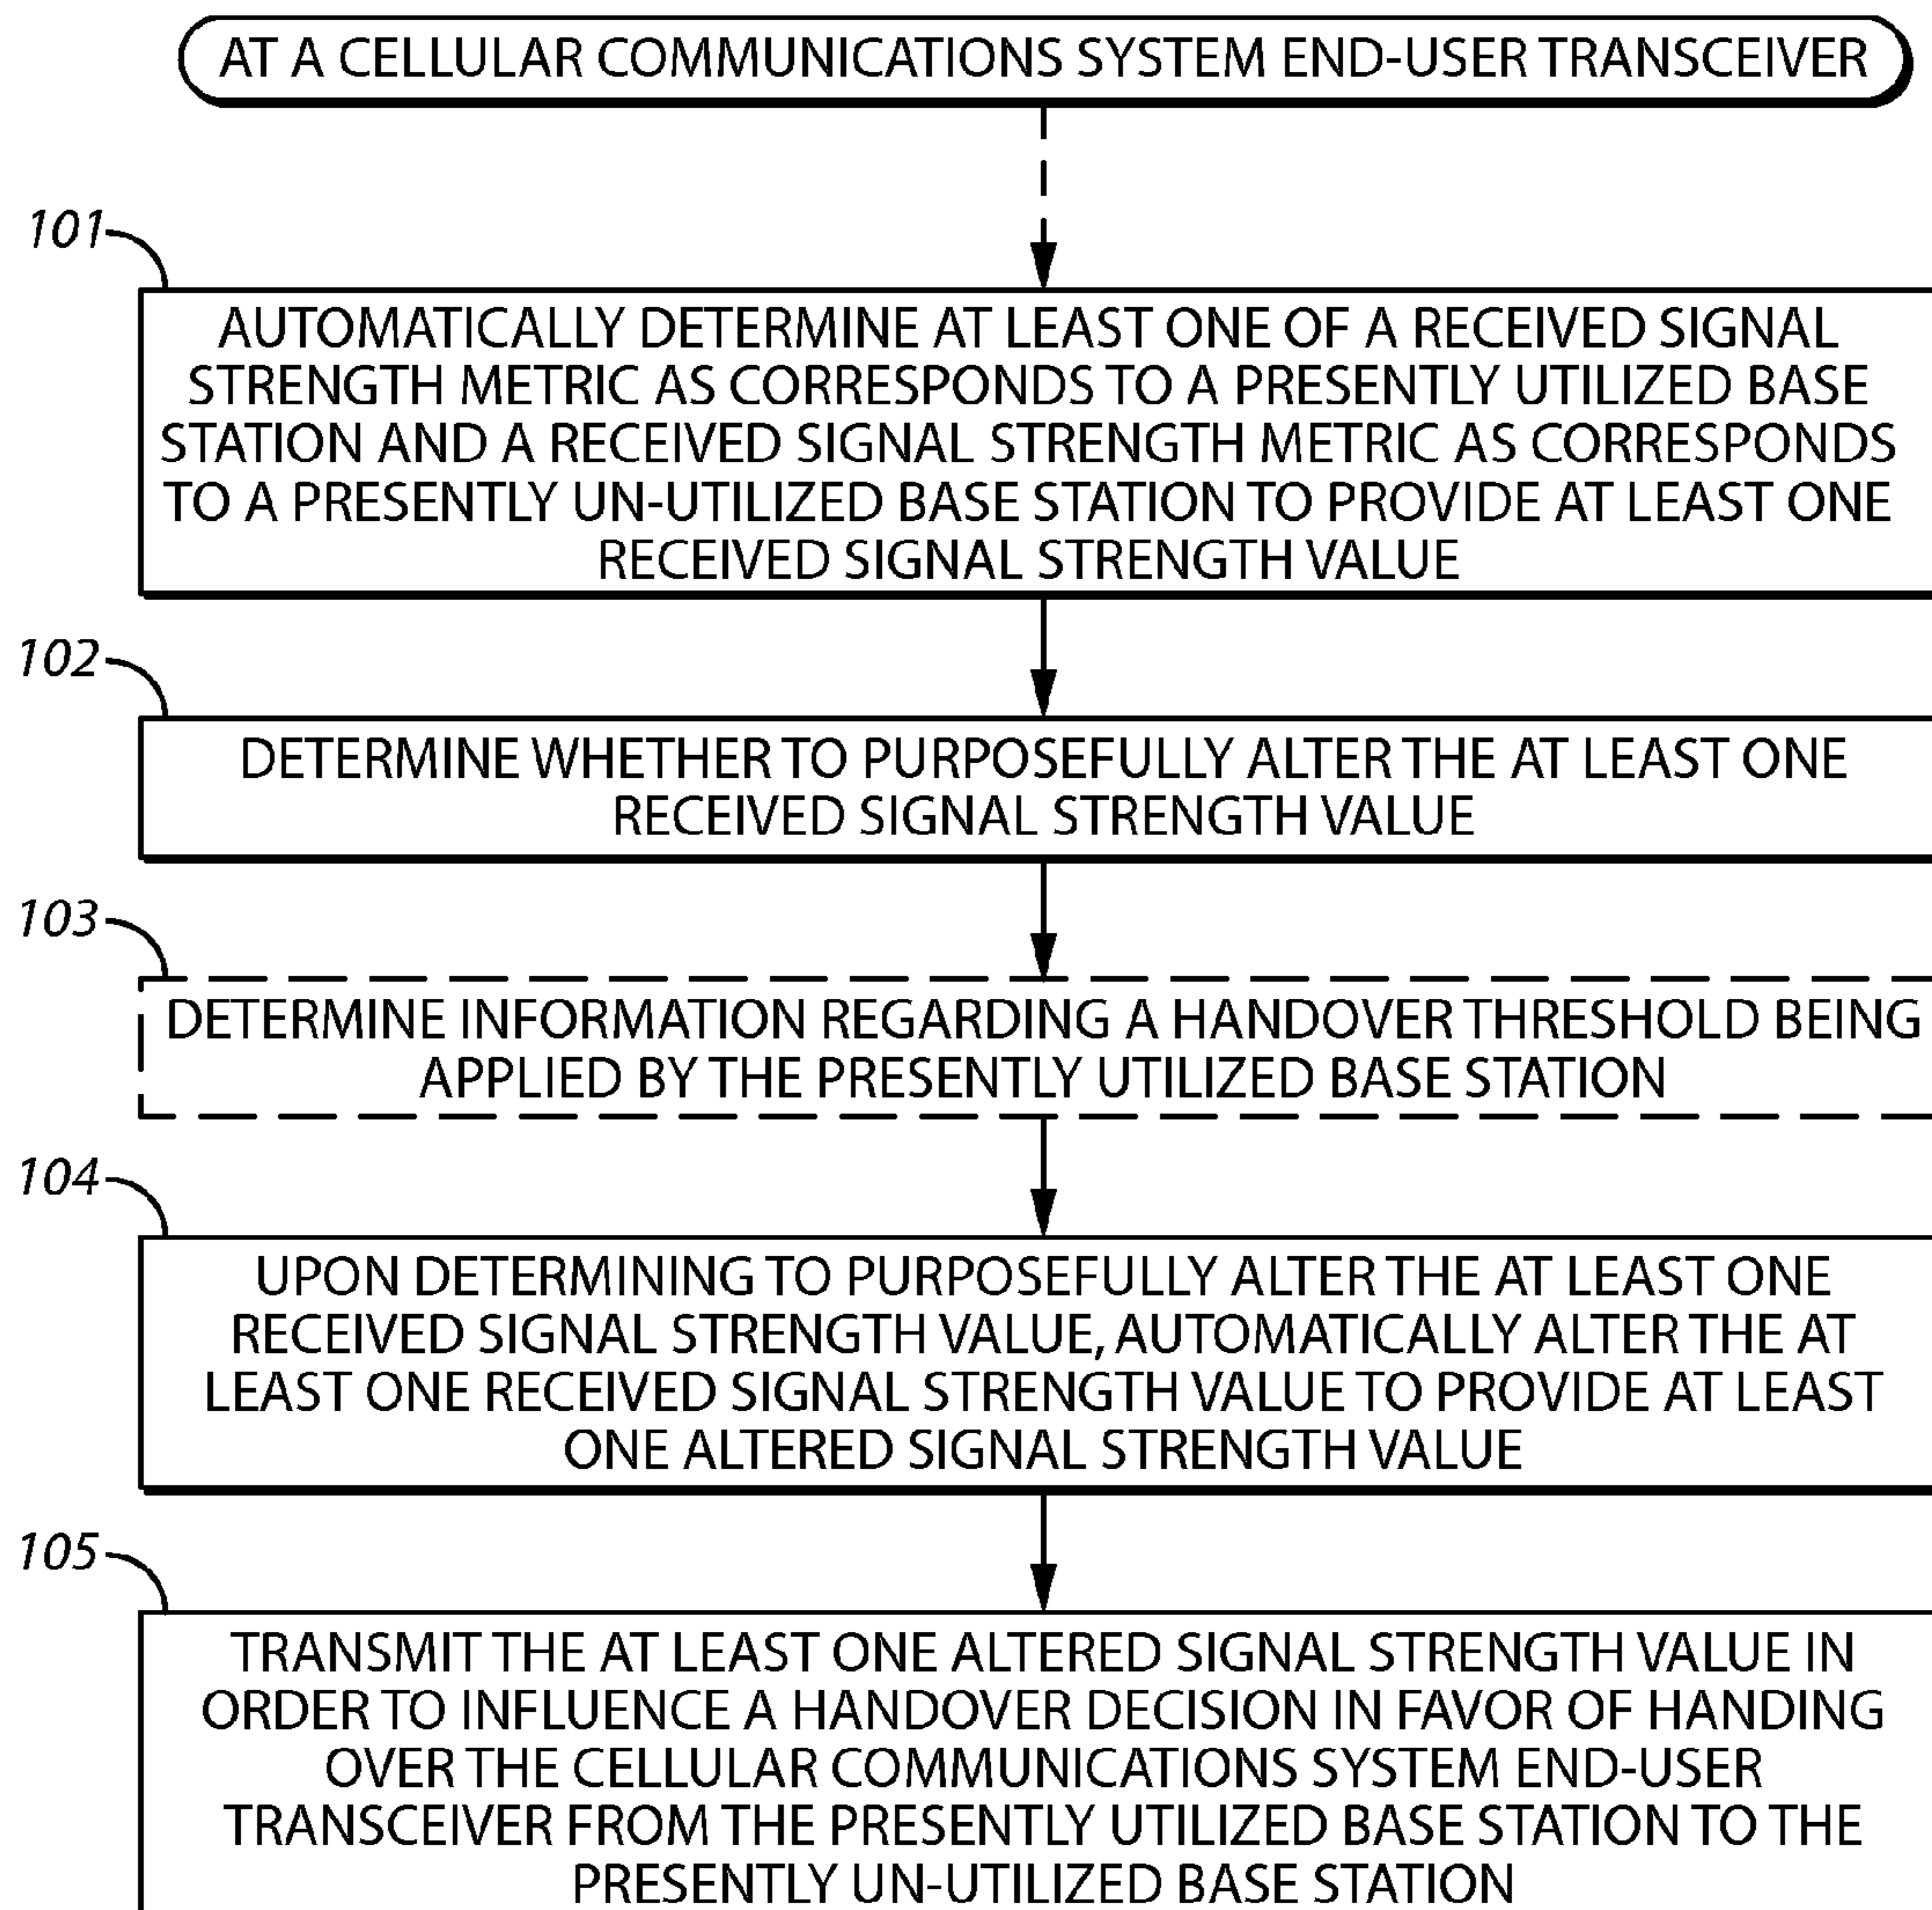 AT A CELLULAR COMMUNICATIONS SYSTEM END-USER TRANSCEIVER
101
AUTOMATICALLY DETERMINE AT LEAST ONE OF A RECEIVED SIGNAL
STRENGTH METRIC AS CORRESPONDS TO A PRESENTLY UTILIZED BASE
STATION AND A RECEIVED SIGNAL STRENGTH METRIC AS CORRESPONDS
TO A PRESENTLY UN-UTILIZED BASE STATION TO PROVIDE AT LEAST ONE
RECEIVED SIGNAL STRENGTH VALUE
102
DETERMINE WHETHER TO PURPOSEFULLY ALTER THE AT LEAST ONE
RECEIVED SIGNAL STRENGTH VALUE
103
DETERMINE INFORMATION REGARDING A HANDOVER THRESHOLD BEING
APPLIED BY THE PRESENTLY UTILIZED BASE STATION
104
UPON DETERMINING TO PURPOSEFULLY ALTER THE AT LEAST ONE
RECEIVED SIGNAL STRENGTH VALUE, AUTOMATICALLY ALTER THE AT
LEAST ONE RECEIVED SIGNAL STRENGTH VALUE TO PROVIDE AT LEAST
ONE ALTERED SIGNAL STRENGTH VALUE
105
TRANSMIT THE AT LEAST ONE ALTERED SIGNAL STRENGTH VALUE IN
ORDER TO INFLUENCE A HANDOVER DECISION IN FAVOR OF HANDING
OVER THE CELLULAR COMMUNICATIONS SYSTEM END-USER
TRANSCEIVER FROM THE PRESENTLY UTILIZED BASE STATION TO THE
PRESENTLY UN-UTILIZED BASE STATION